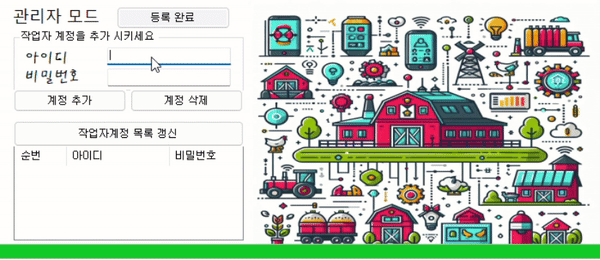 관리자 모드
등록 완료
작업자 계정을 추가 시키세요
아이디
비밀번호
계정 추가
계정 삭제
작업자계정 목록 갱신
순번 아이디 비밀번호